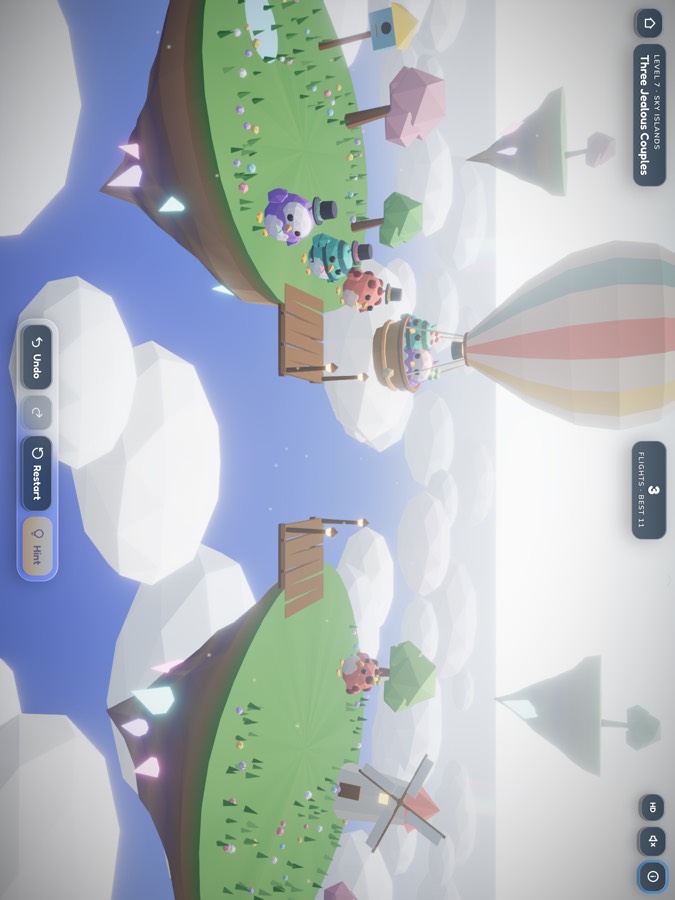 LEVEL 7 · SKY ISLANDS
Three Jealous Couples
3
FLIGHTS · BEST 11
HD
Undo
Restart
Hint